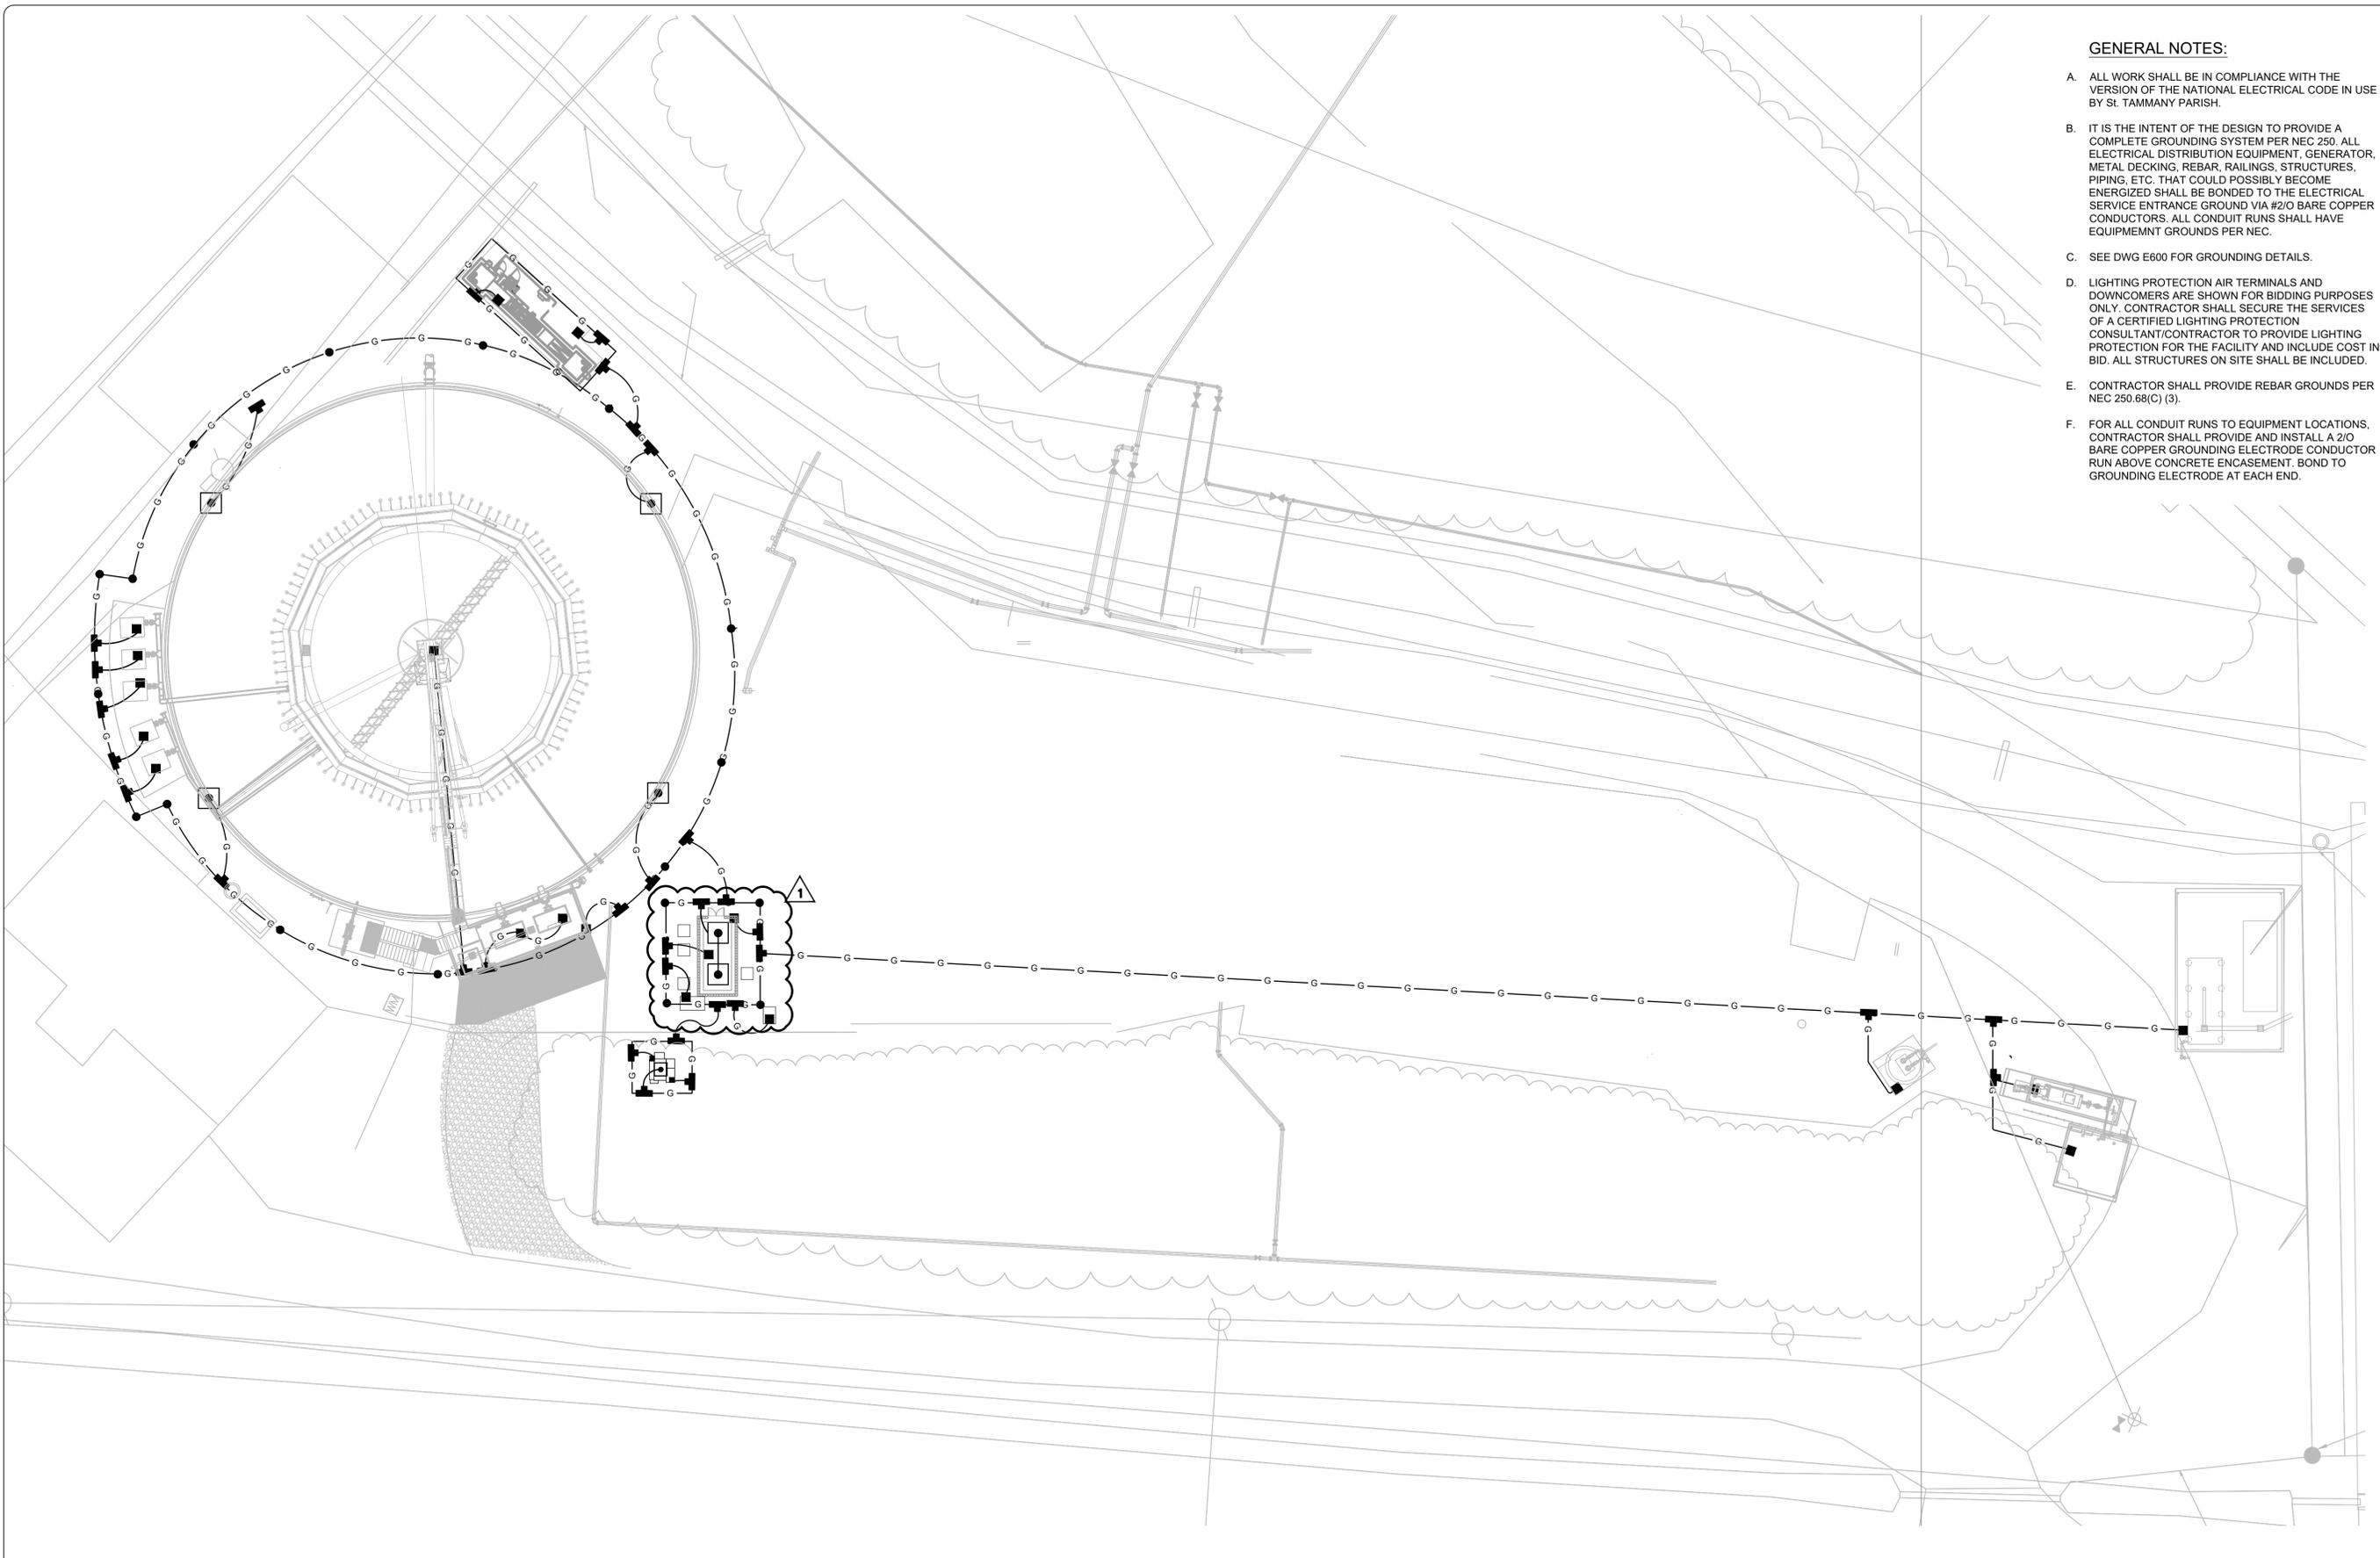 GENERAL NOTES:
A. ALL WORK SHALL BE IN COMPLIANCE WITH THE
VERSION OF THE NATIONAL ELECTRICAL CODE IN USE
BY St. TAMMANY PARISH.
B. IT IS THE INTENT OF THE DESIGN TO PROVIDE A
COMPLETE GROUNDING SYSTEM PER NEC 250. ALL
ELECTRICAL DISTRIBUTION EQUIPMENT, GENERATOR,
METAL DECKING, REBAR, RAILINGS, STRUCTURES,
PIPING, ETC. THAT COULD POSSIBLY BECOME
ENERGIZED SHALL BE BONDED TO THE ELECTRICAL
SERVICE ENTRANCE GROUND VIA #2/O BARE COPPER
CONDUCTORS. ALL CONDUIT RUNS SHALL HAVE
EQUIPMEMNT GROUNDS PER NEC.
C. SEE DWG E600 FOR GROUNDING DETAILS.
D. LIGHTING PROTECTION AIR TERMINALS AND
DOWNCOMERS ARE SHOWN FOR BIDDING PURPOSES
ONLY. CONTRACTOR SHALL SECURE THE SERVICES
OF A CERTIFIED LIGHTING PROTECTION
CONSULTANT/CONTRACTOR TO PROVIDE LIGHTING
PROTECTION FOR THE FACILITY AND INCLUDE COST IN
BID. ALL STRUCTURES ON SITE SHALL BE INCLUDED.
E. CONTRACTOR SHALL PROVIDE REBAR GROUNDS PER
NEC 250.68(C) (3).
F. FOR ALL CONDUIT RUNS TO EQUIPMENT LOCATIONS,
CONTRACTOR SHALL PROVIDE AND INSTALL A 2/O
BARE COPPER GROUNDING ELECTRODE CONDUCTOR
RUN ABOVE CONCRETE ENCASEMENT. BOND TO
GROUNDING ELECTRODE AT EACH END.
1
WM
G G G G G G G G G G G G G G G G G G G G G G G G G G G G G